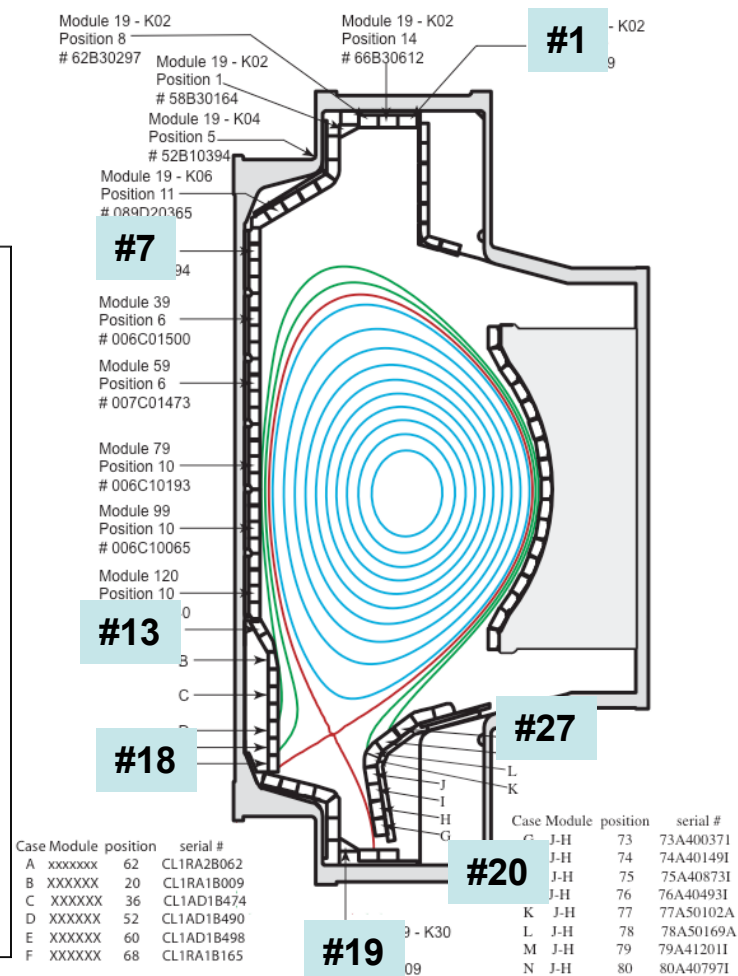 Module 19 - K02
Position 8
# 62B30297
Module 19 - K02
Position 14
# 66B30612
#1
- K02
9
Module 19 - K02
Position 1
# 58B30164
Module 19 - K04
Position 5
# 52B10394
Module 19 - K06
Position 11
# 089D20365
#7
94
Module 39
Position 6
# 006C01500
Module 59
Position 6
# 007C01473
Module 79
Position 10
# 006C10193
Module 99
Position 10
# 006C10065
Module 120
Position 10
0
#13
B
C
#18
#27
L
K
J
I
H
G
#20
#19
9 - K30
09
Case Module position serial #
A xxxxxxx 62 CL1RA2B062
B XXXXXX 20 CL1RA1B009
C XXXXXX 36 CL1AD1B474
D XXXXXX 52 CL1AD1B490
E XXXXXX 60 CL1AD1B498
F XXXXXX 68 CL1RA1B165
Case Module position serial #
G J-H 73 73A400371
J-H 74 74A40149I
J-H 75 75A40873I
J-H 76 76A40493I
K J-H 77 77A50102A
L J-H 78 78A50169A
M J-H 79 79A41201I
N J-H 80 80A40797I